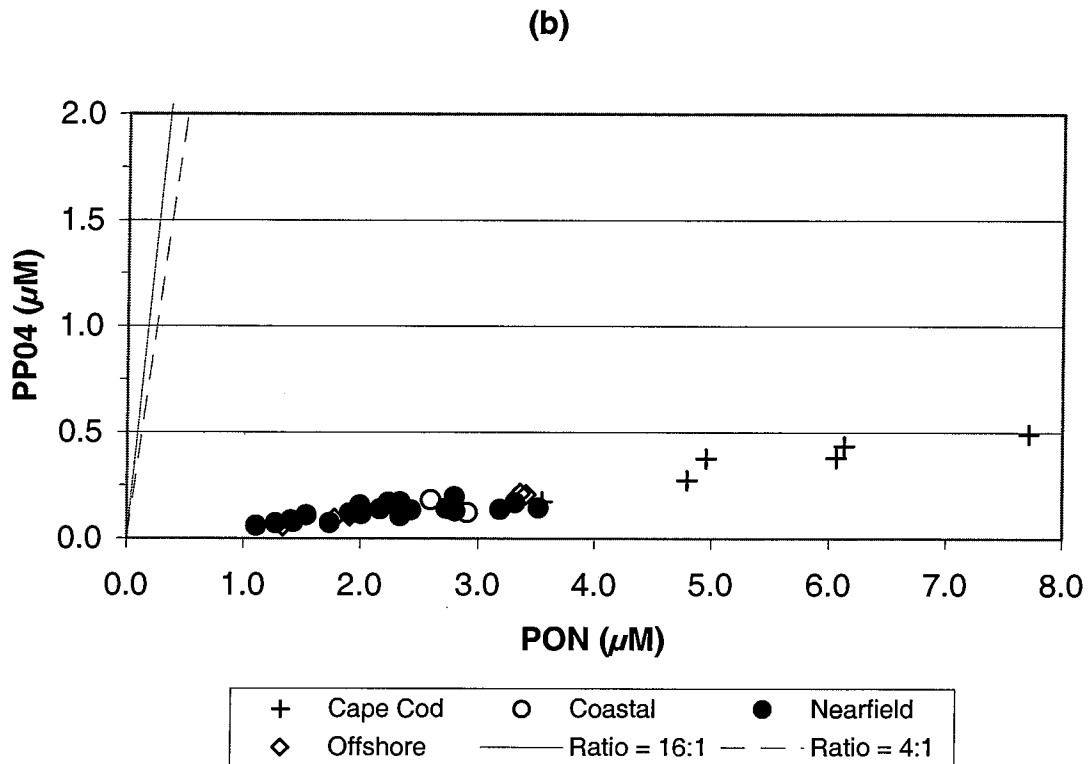 (b)
2.0
1.5
1.0
0.5
0.0
PP04 (µM)
0.0 1.0 2.0 3.0 4.0 5.0 6.0 7.0 8.0
PON (µM)
+ Cape Cod ○ Coastal ● Nearfield
◇ Offshore —— Ratio = 16:1 — — Ratio = 4:1